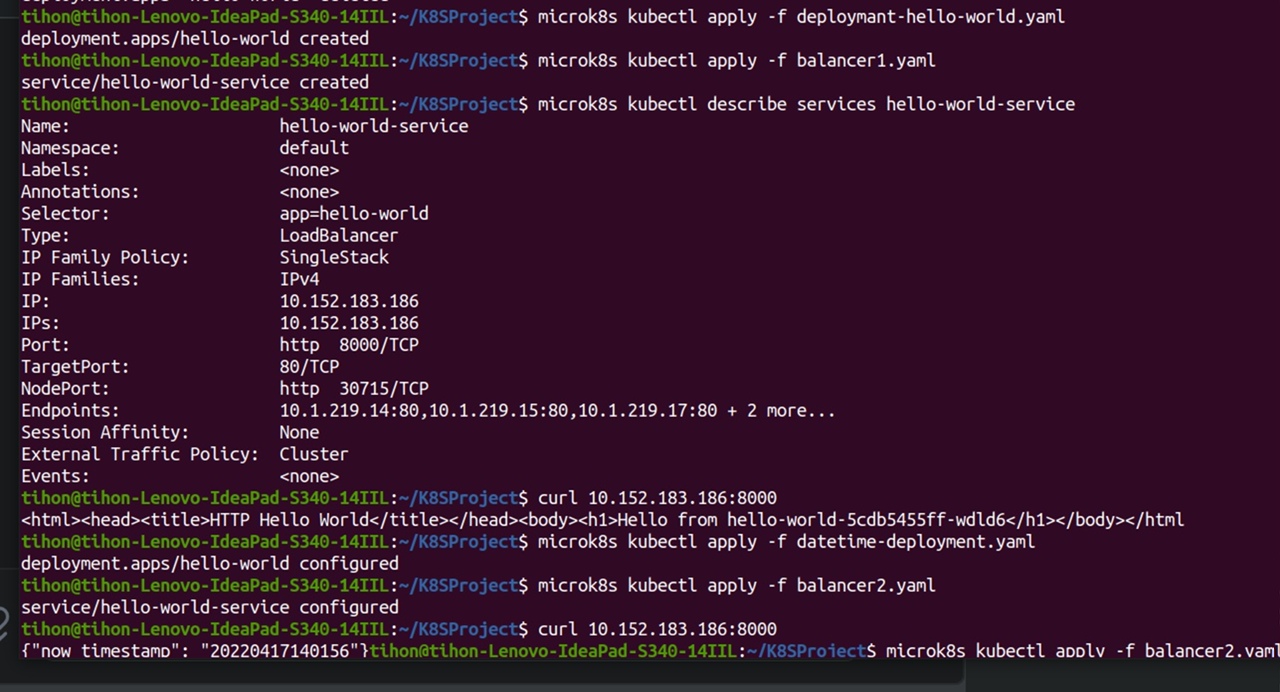 tihon@tihon-Lenovo-IdeaPad-S340-14IIL:~/K8SProject$ microk8s kubectl apply -f deploymant-hello-world.yaml
deployment.apps/hello-world created
tihon@tihon-Lenovo-IdeaPad-S340-14IIL:~/K8SProject$ microk8s kubectl apply -f balancer1.yaml
service/hello-world-service created
tihon@tihon-Lenovo-IdeaPad-S340-14IIL:~/K8SProject$ microk8s kubectl describe services hello-world-service
Name:                     hello-world-service
Namespace:                default
Labels:                   <none>
Annotations:              <none>
Selector:                 app=hello-world
Type:                     LoadBalancer
IP Family Policy:         SingleStack
IP Families:              IPv4
IP:                       10.152.183.186
IPs:                      10.152.183.186
Port:                     http  8000/TCP
TargetPort:               80/TCP
NodePort:                 http  30715/TCP
Endpoints:                10.1.219.14:80,10.1.219.15:80,10.1.219.17:80 + 2 more...
Session Affinity:         None
External Traffic Policy:  Cluster
Events:                   <none>
tihon@tihon-Lenovo-IdeaPad-S340-14IIL:~/K8SProject$ curl 10.152.183.186:8000
<html><head><title>HTTP Hello World</title></head><body><h1>Hello from hello-world-5cdb5455ff-wdld6</h1></body></html
tihon@tihon-Lenovo-IdeaPad-S340-14IIL:~/K8SProject$ microk8s kubectl apply -f datetime-deployment.yaml
deployment.apps/hello-world configured
tihon@tihon-Lenovo-IdeaPad-S340-14IIL:~/K8SProject$ microk8s kubectl apply -f balancer2.yaml
service/hello-world-service configured
tihon@tihon-Lenovo-IdeaPad-S340-14IIL:~/K8SProject$ curl 10.152.183.186:8000
{"now_timestamp": "20220417140156"}tihon@tihon-Lenovo-IdeaPad-S340-14IIL:~/K8SProject$ microk8s kubectl apply -f balancer2.yaml